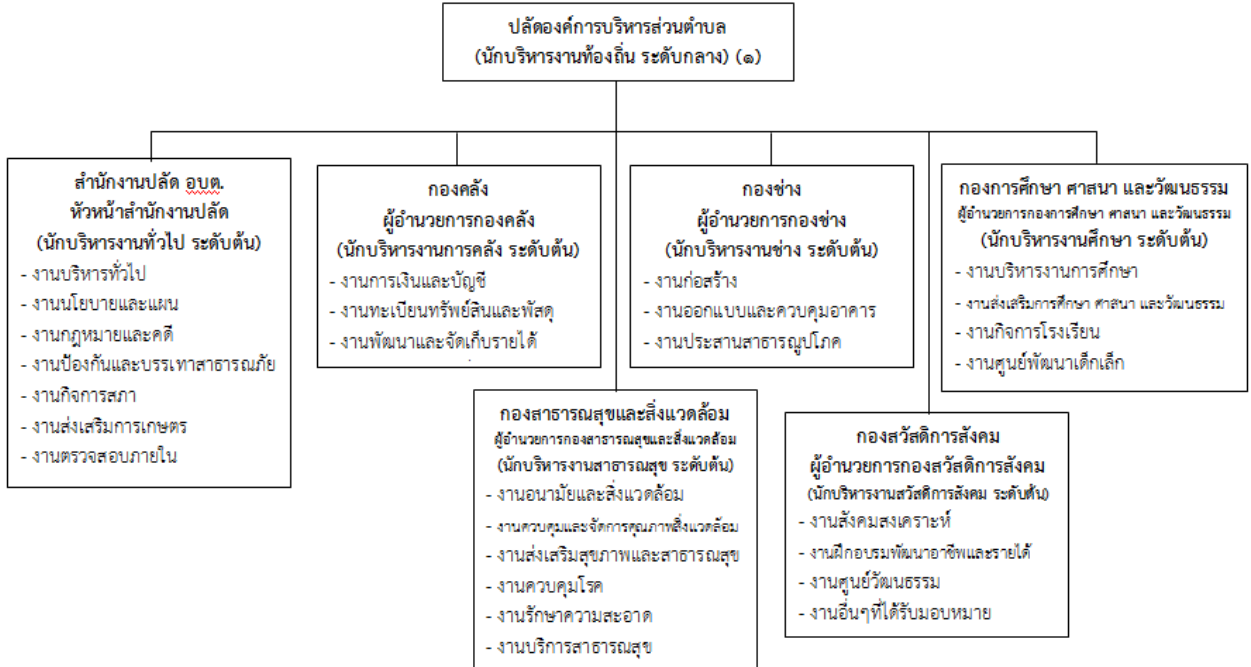 ปลัดองค์การบริหารส่วนตำบล
(นักบริหารงานท้องถิ่น ระดับกลาง) (๑)
สำนักงานปลัด อบต.
หัวหน้าสำนักงานปลัด
(นักบริหารงานทั่วไป ระดับต้น)
- งานบริหารทั่วไป
- งานนโยบายและแผน
- งานกฎหมายและคดี
- งานป้องกันและบรรเทาสาธารณภัย
- งานกิจการสภา
- งานส่งเสริมการเกษตร
- งานตรวจสอบภายใน
กองคลัง
ผู้อำนวยการกองคลัง
(นักบริหารงานการคลัง ระดับต้น)
- งานการเงินและบัญชี
- งานทะเบียนทรัพย์สินและพัสดุ
- งานพัฒนาและจัดเก็บรายได้
กองช่าง
ผู้อำนวยการกองช่าง
(นักบริหารงานช่าง ระดับต้น)
- งานก่อสร้าง
- งานออกแบบและควบคุมอาคาร
- งานประสานสาธารณูปโภค
กองการศึกษา ศาสนา และวัฒนธรรม
ผู้อำนวยการกองการศึกษา ศาสนา และวัฒนธรรม
(นักบริหารงานศึกษา ระดับต้น)
- งานบริหารงานการศึกษา
- งานส่งเสริมการศึกษา ศาสนา และวัฒนธรรม
- งานกิจการโรงเรียน
- งานศูนย์พัฒนาเด็กเล็ก
กองสาธารณสุขและสิ่งแวดล้อม
ผู้อำนวยการกองสาธารณสุขและสิ่งแวดล้อม
(นักบริหารงานสาธารณสุข ระดับต้น)
- งานอนามัยและสิ่งแวดล้อม
- งานควบคุมและจัดการคุณภาพสิ่งแวดล้อม
- งานส่งเสริมสุขภาพและสาธารณสุข
- งานควบคุมโรค
- งานรักษาความสะอาด
- งานบริการสาธารณสุข
กองสวัสดิการสังคม
ผู้อำนวยการกองสวัสดิการสังคม
(นักบริหารงานสวัสดิการสังคม ระดับต้น)
- งานสังคมสงเคราะห์
- งานฝึกอบรมพัฒนาอาชีพและรายได้
- งานศูนย์วัฒนธรรม
- งานอื่นๆที่ได้รับมอบหมาย